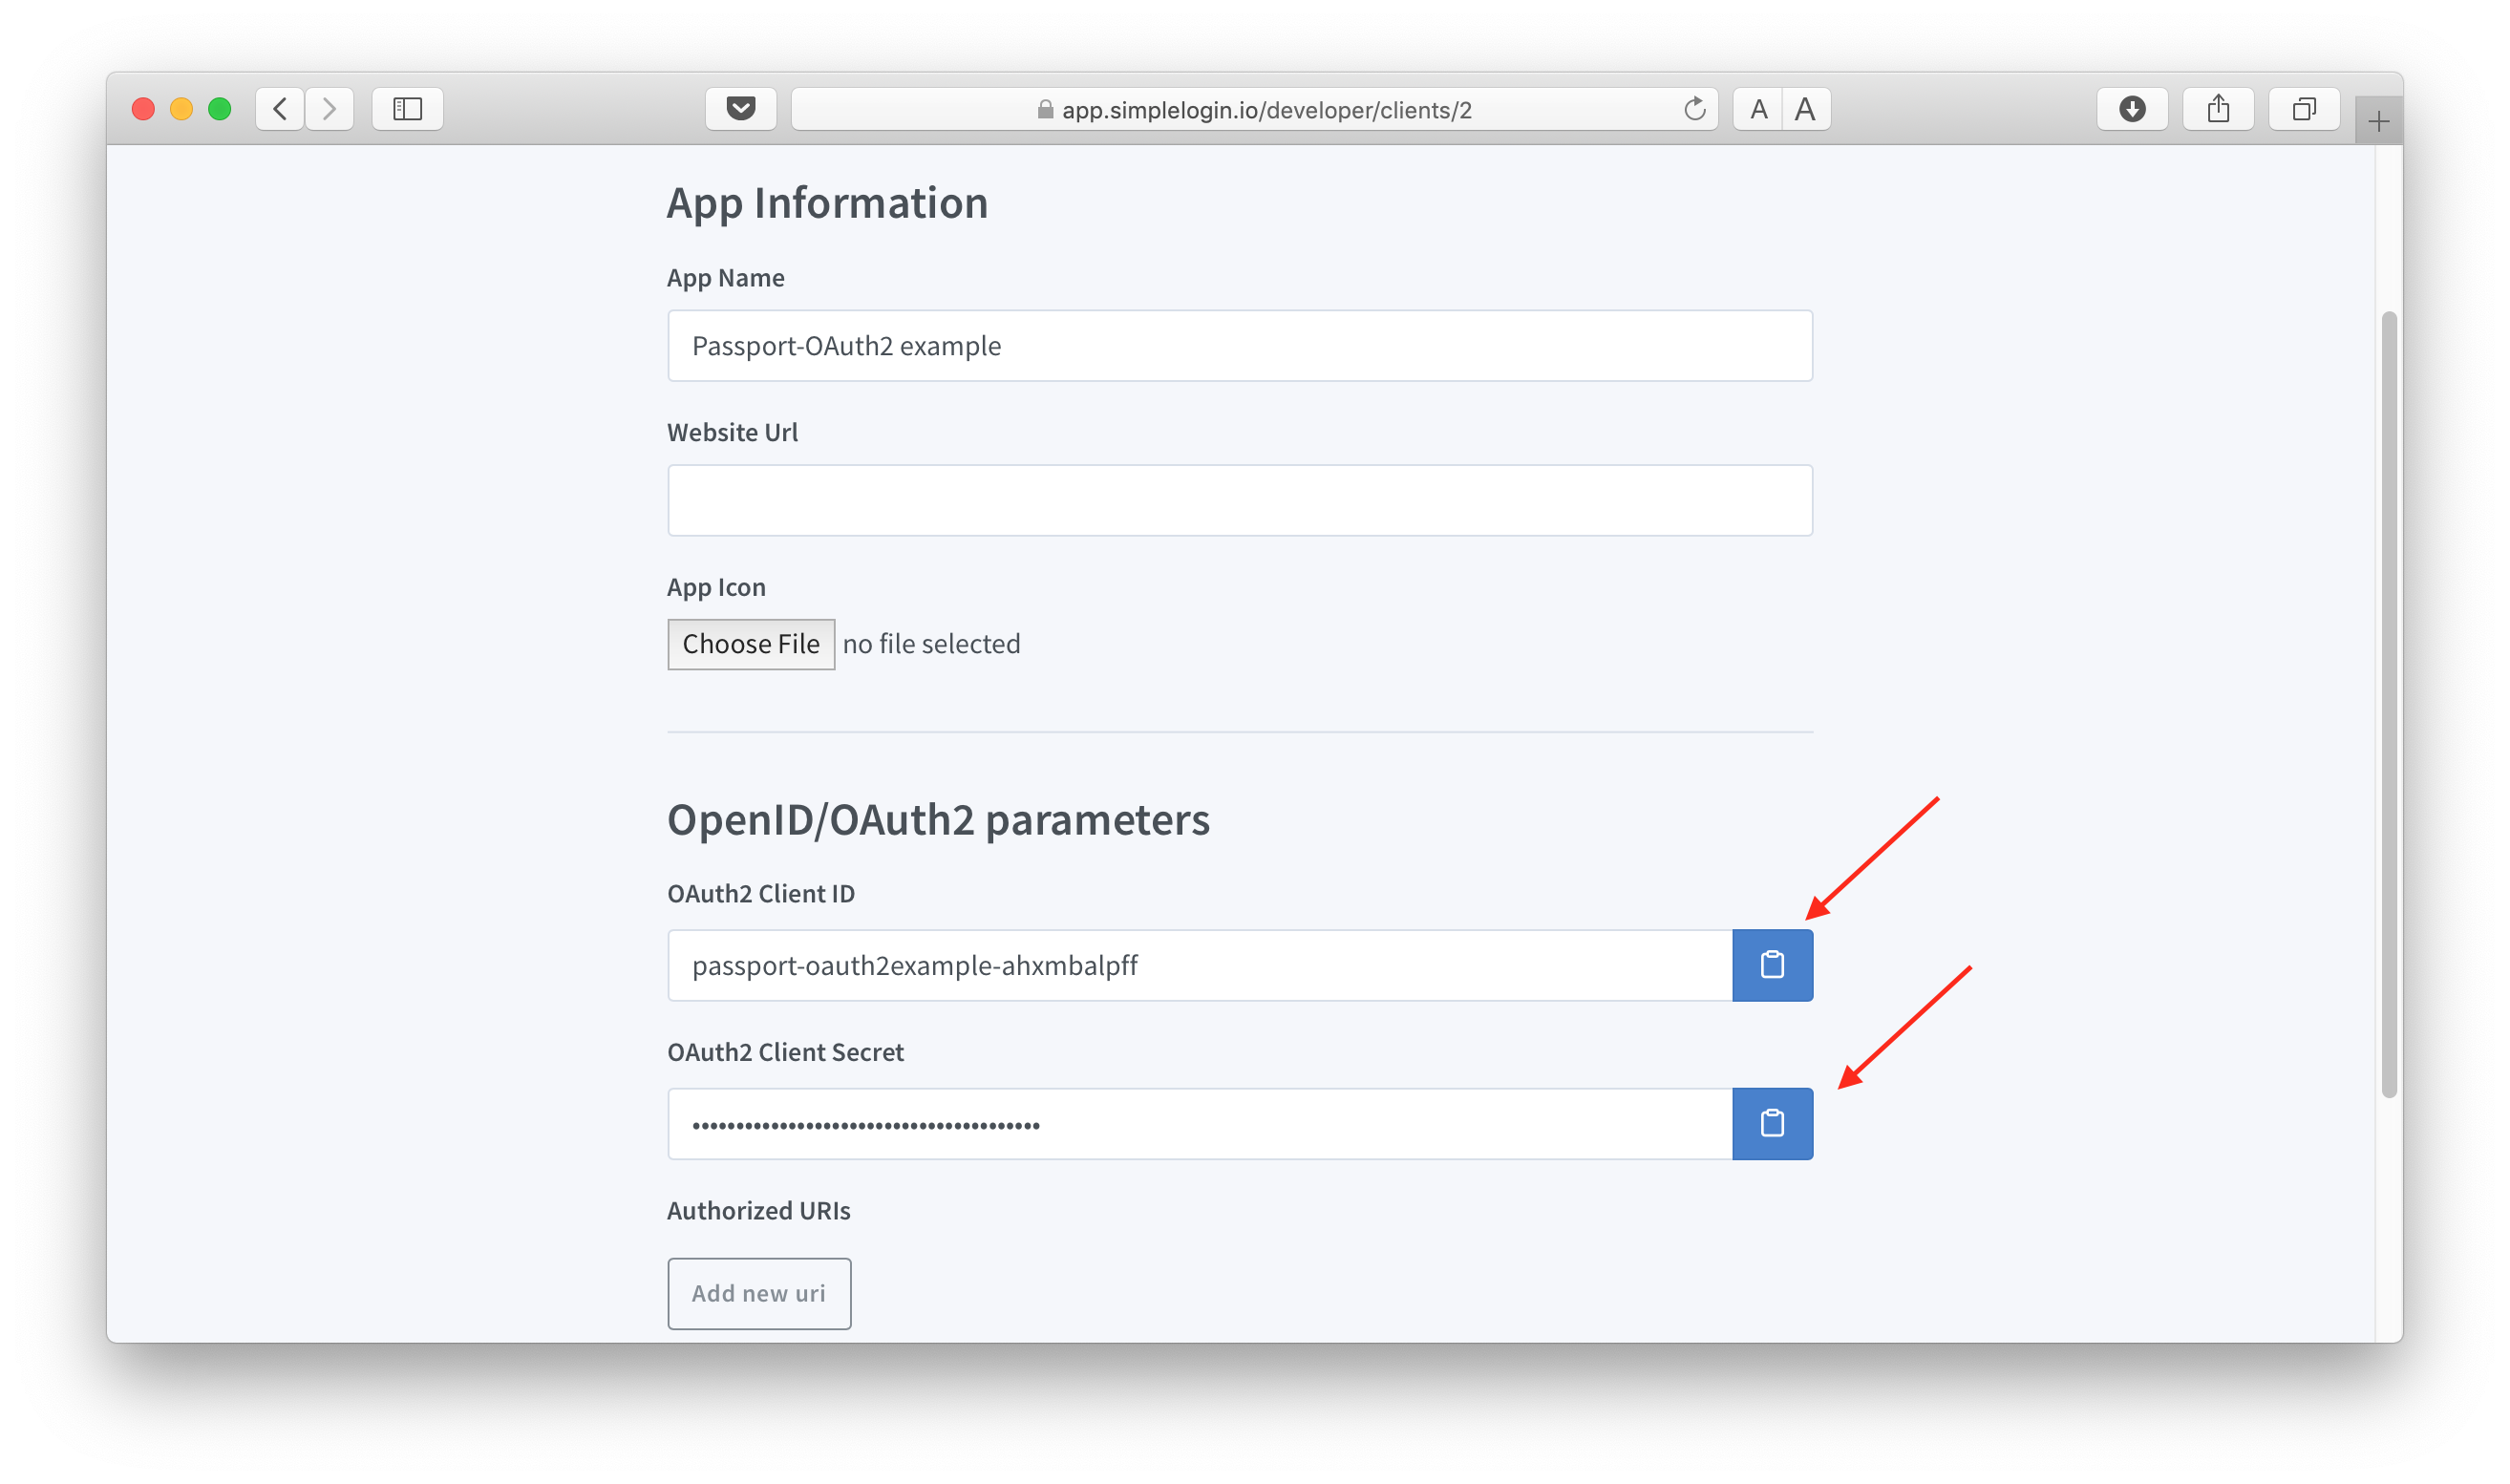 app.simplelogin.io/developer/clients/2
A A
App Information
App Name
Passport-OAuth2 example
Website Url
App Icon
Choose File no file selected
OpenID/OAuth2 parameters
OAuth2 Client ID
passport-oauth2example-ahxmbalpff
OAuth2 Client Secret
••••••••••••••••••••••••••••••••••••••••
Authorized URIs
Add new uri